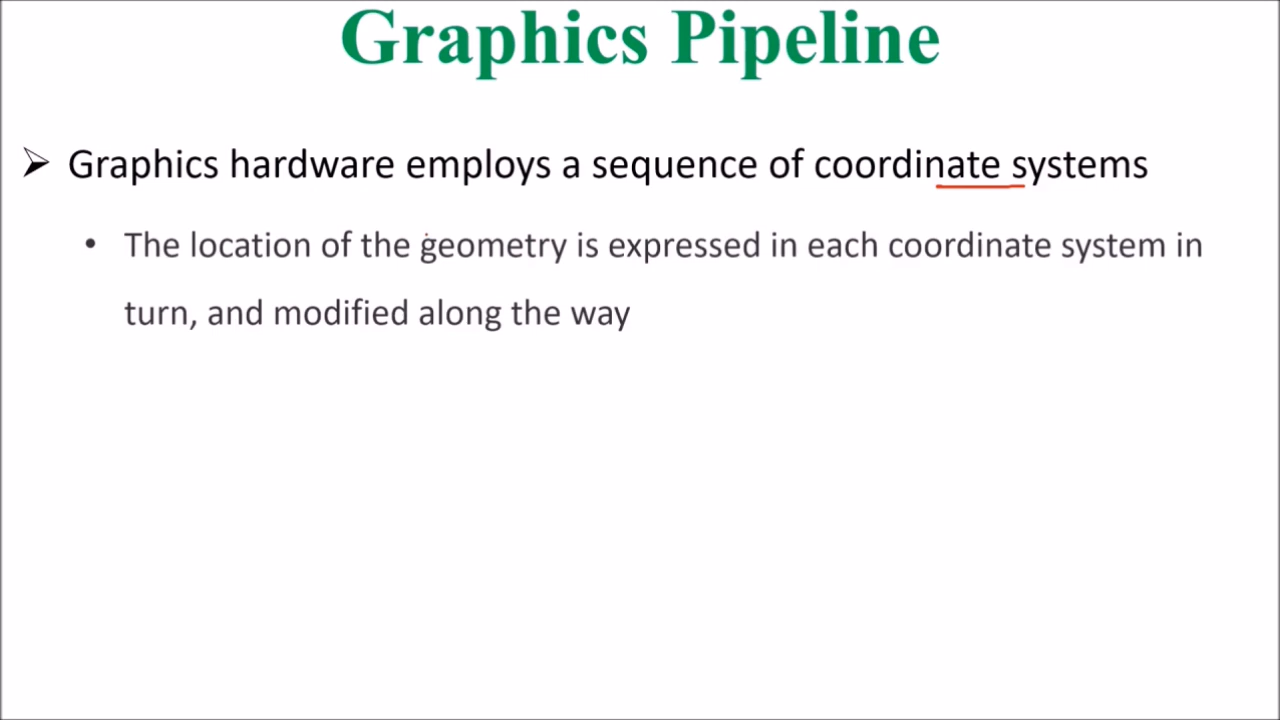 Graphics Pipeline
➢ Graphics hardware employs a sequence of coordinate systems
• The location of the geometry is expressed in each coordinate system in
turn, and modified along the way